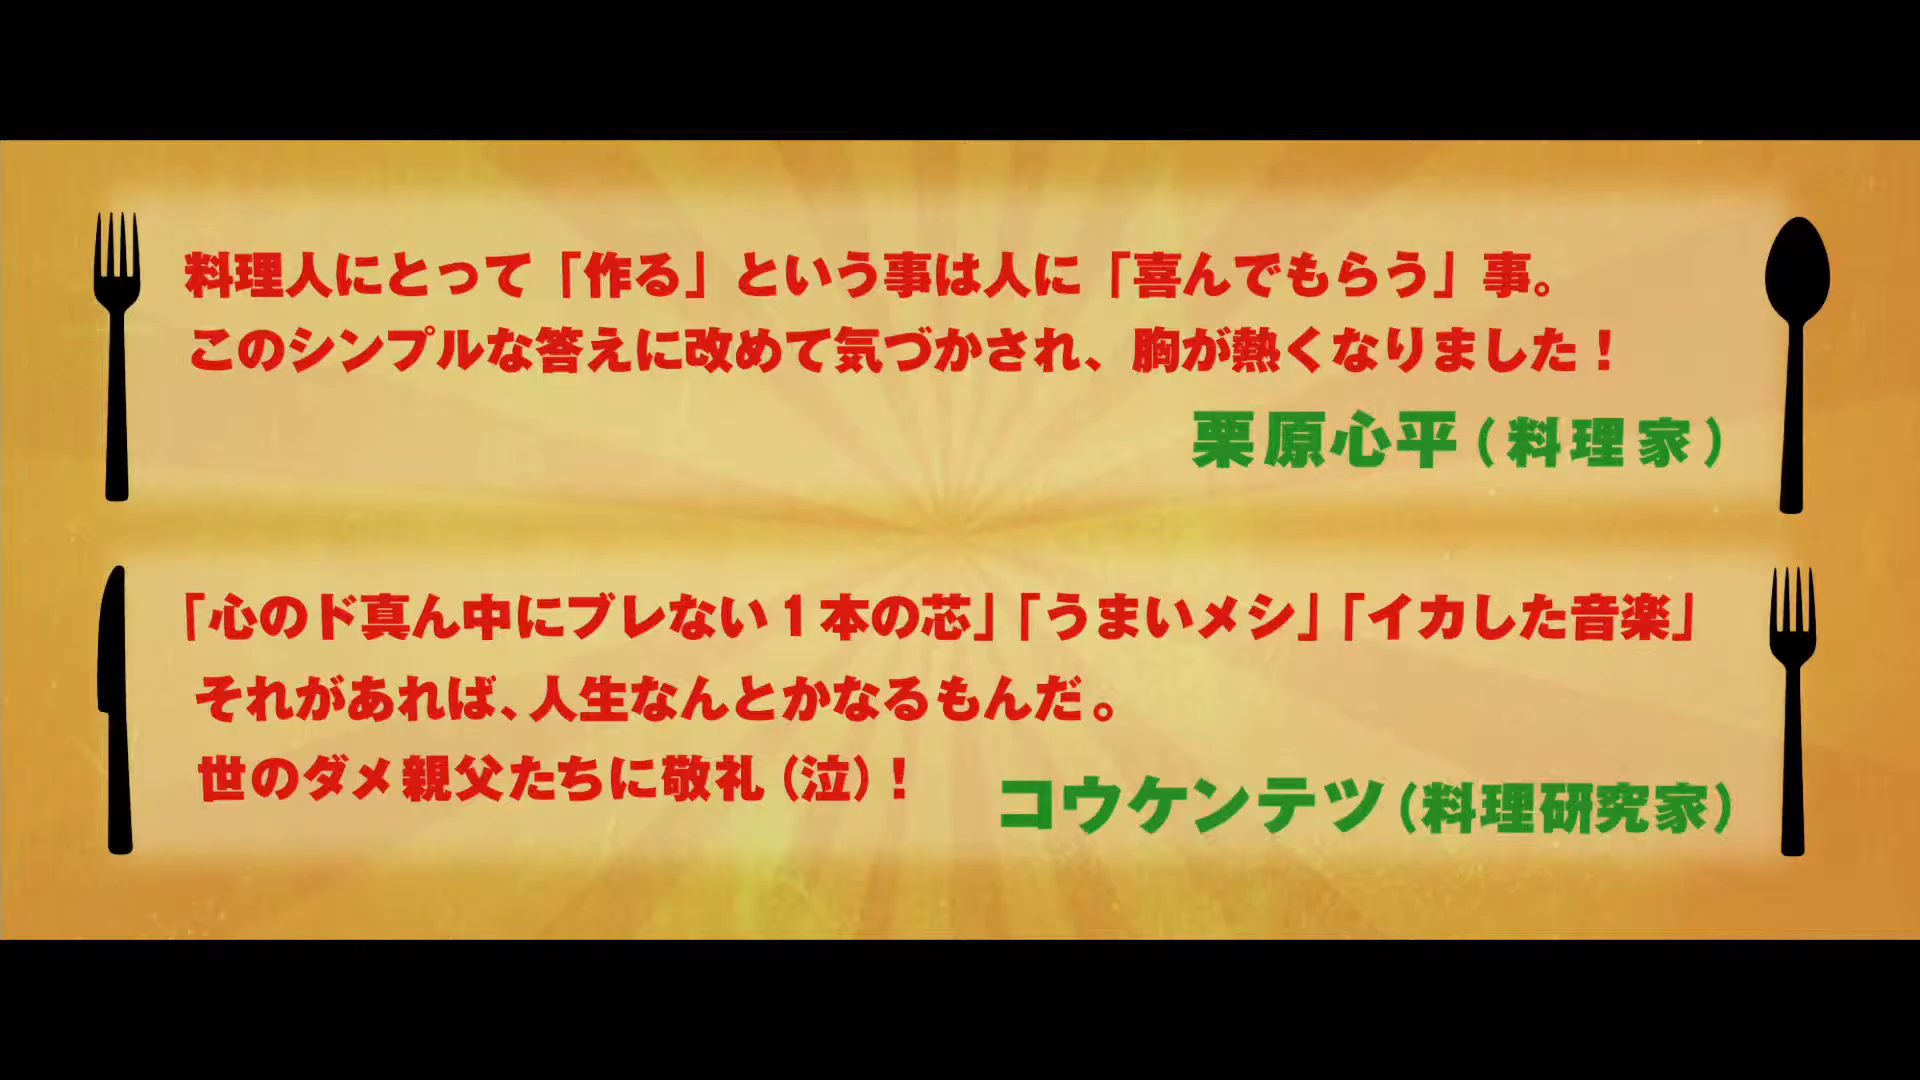 料理人にとって「作る」という事は人に「喜んでもらう」事。
このシンプルな答えに改めて気づかされ、胸が熱くなりました！
栗原心平(料理家)
「心のド真ん中にブレない１本の芯」「うまいメシ」「イカした音楽」
それがあれば、人生なんとかなるもんだ。
世のダメ親父たちに敬礼(泣)！
コウケンテツ(料理研究家)